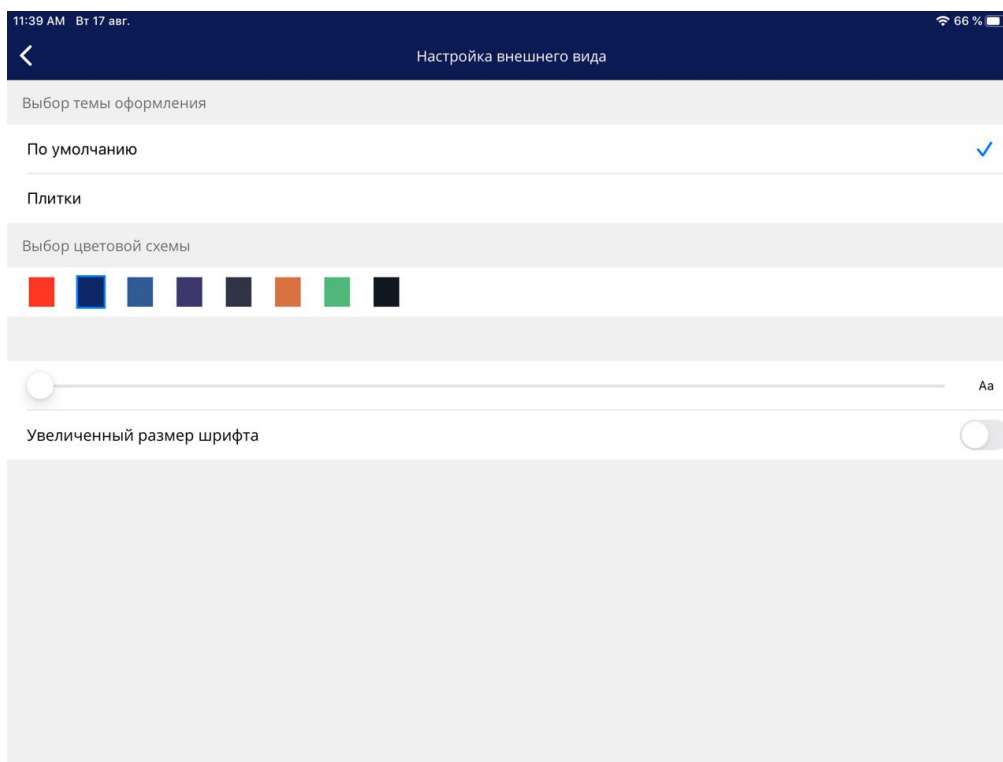 11:39 AM Вт 17 авг. 66 %
Настройка внешнего вида
Выбор темы оформления
По умолчанию
Плитки
Выбор цветовой схемы
Aa
Увеличенный размер шрифта